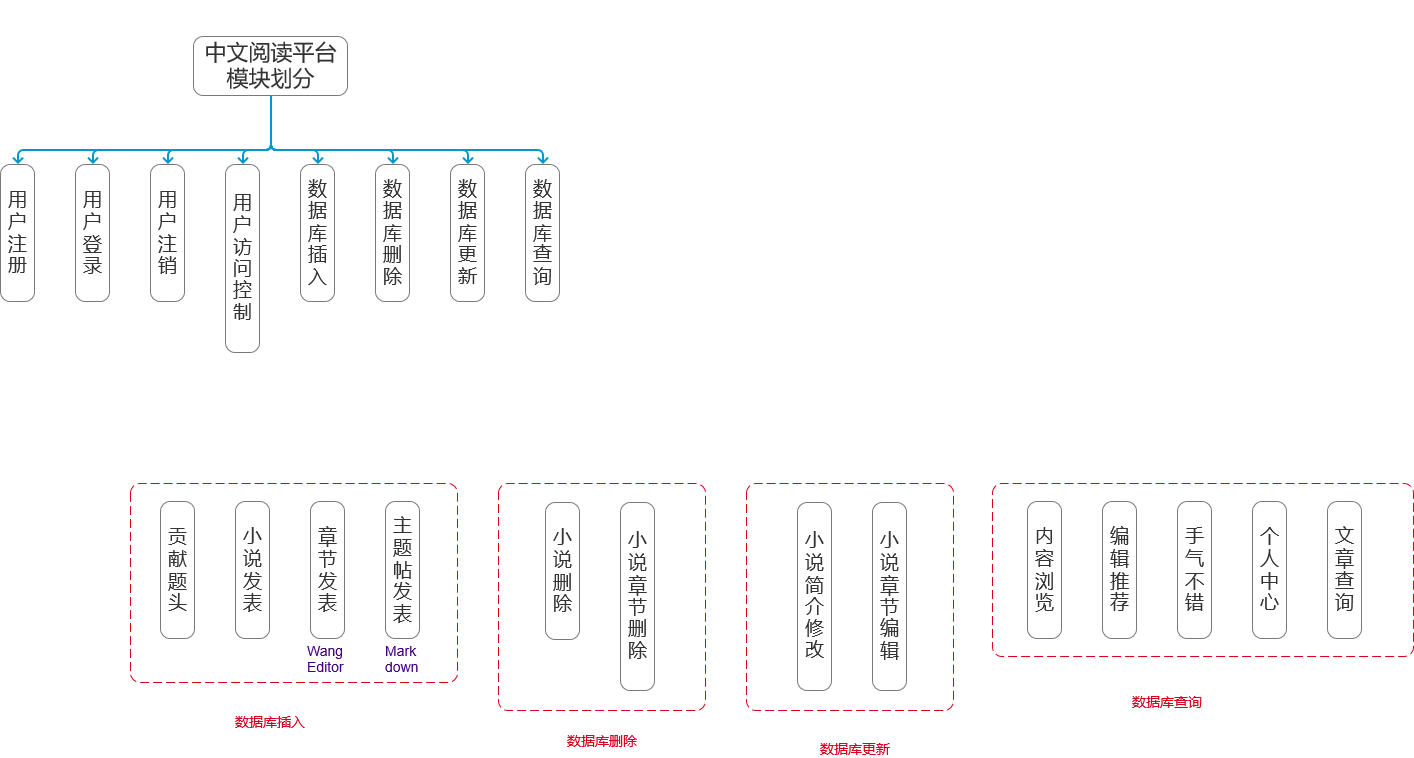 中文阅读平台
模块划分
用户注册
用户登录
用户注销
用户访问控制
数据库插入
数据库删除
数据库更新
数据库查询
贡献题头
小说发表
章节发表
主题帖发表
Wang
Editor
Mark
down
数据库插入
小说删除
小说章节删除
数据库删除
小说简介修改
小说章节编辑
数据库更新
内容浏览
编辑推荐
手气不错
个人中心
文章查询
数据库查询